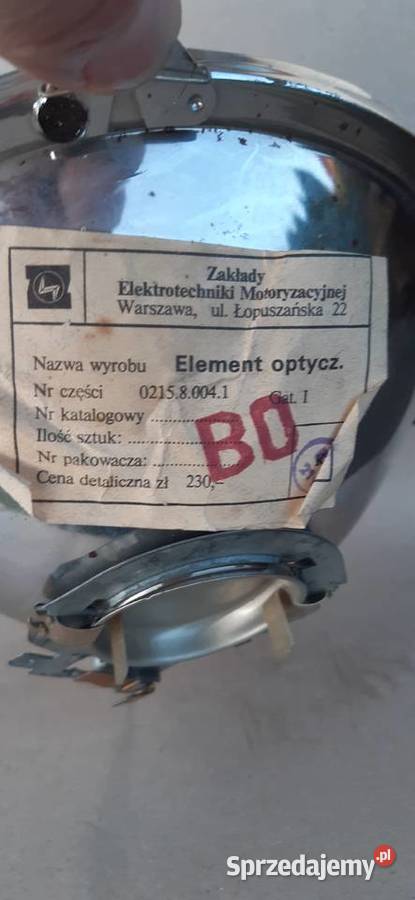 Zakłady
Elektrotechniki Motoryzacyjnej
Warszawa, ul. Łopuszańska 22
Nazwa wyrobu Element optycz.
Nr części 0215.8.004.1 Gat. I
Nr katalogowy ..................
Ilość sztuk: ......................
Nr pakowacza: ..................
Cena detaliczna zł 230,-
BO
Sprzedajemy.pl